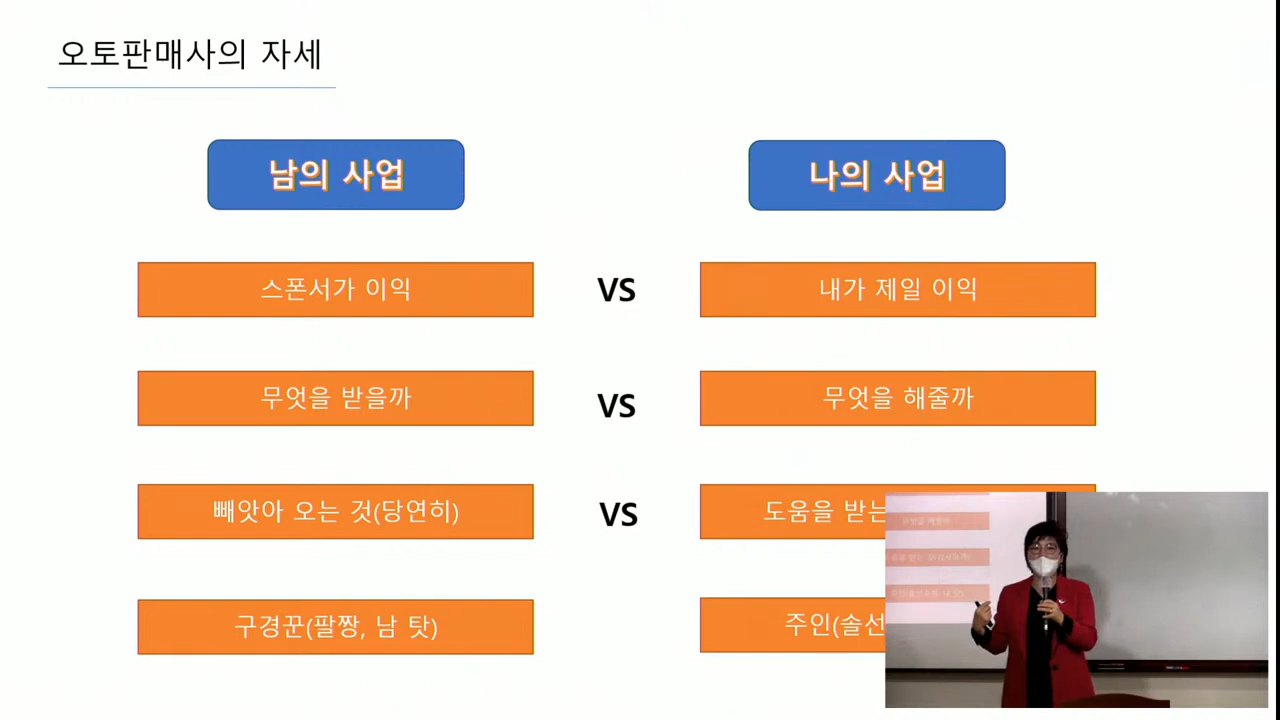 오토판매사의 자세
남의 사업
나의 사업
스폰서가 이익
VS
내가 제일 이익
무엇을 받을까
VS
무엇을 해줄까
빼앗아 오는 것(당연히)
VS
도움을 받는
구경꾼(팔짱, 남 탓)
주인(솔선